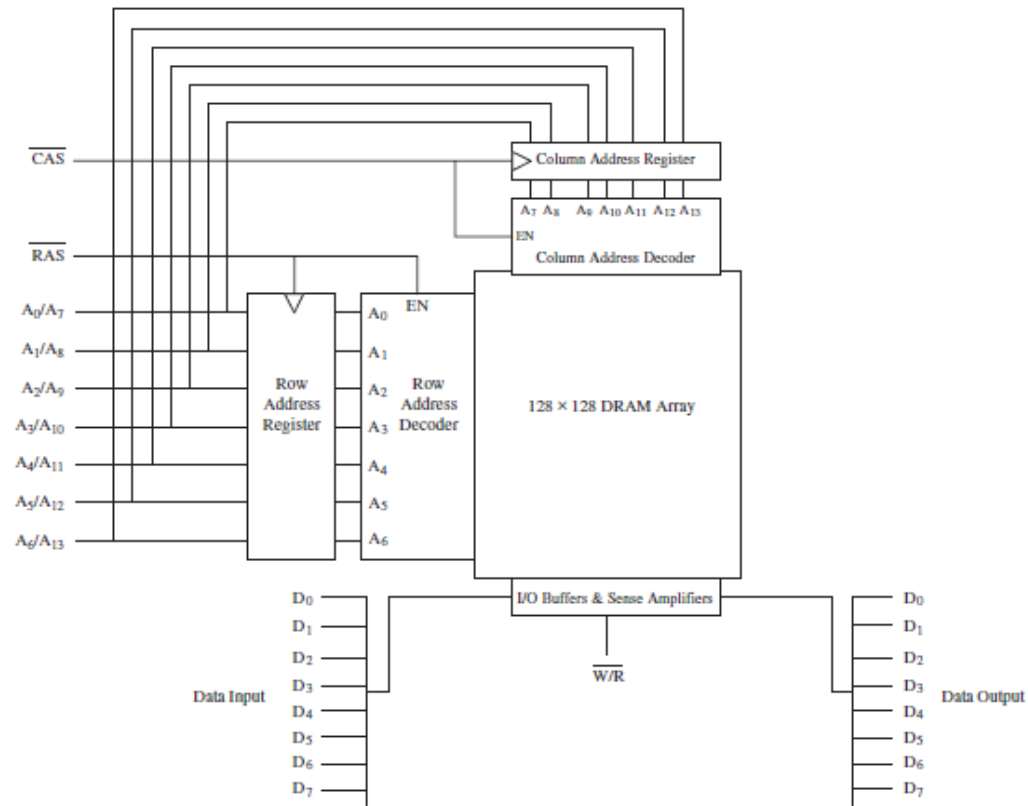 CAS
Column Address Register
A₇ A₈ A₉ A₁₀ A₁₁ A₁₂ A₁₃
EN
Column Address Decoder
RAS
A₀/A₇
A₁/A₈
A₂/A₉
A₃/A₁₀
A₄/A₁₁
A₅/A₁₂
A₆/A₁₃
Row
Address
Register
EN
A₀
A₁
A₂
A₃
A₄
A₅
A₆
Row
Address
Decoder
128 × 128 DRAM Array
I/O Buffers & Sense Amplifiers
W/R
Data Input
D₀
D₁
D₂
D₃
D₄
D₅
D₆
D₇
D₀
D₁
D₂
D₃
D₄
D₅
D₆
D₇
Data Output